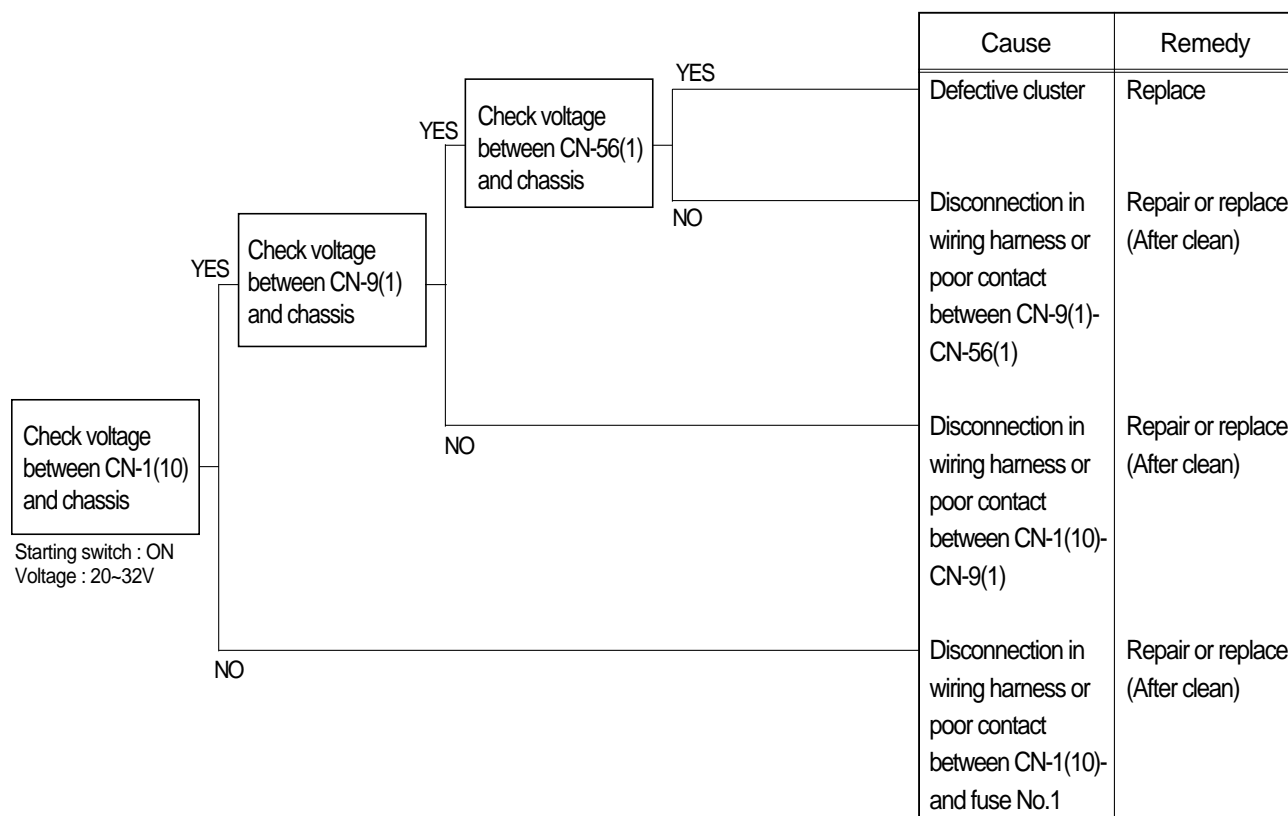 Cause
Remedy
YES
Defective cluster
Replace
Check voltage
between CN-56(1)
and chassis
YES
NO
Disconnection in
wiring harness or
poor contact
between CN-9(1)-
CN-56(1)
Repair or replace
(After clean)
Check voltage
between CN-9(1)
and chassis
YES
NO
Disconnection in
wiring harness or
poor contact
between CN-1(10)-
CN-9(1)
Repair or replace
(After clean)
Check voltage
between CN-1(10)
and chassis
Starting switch : ON
Voltage : 20~32V
NO
Disconnection in
wiring harness or
poor contact
between CN-1(10)-
and fuse No.1
Repair or replace
(After clean)